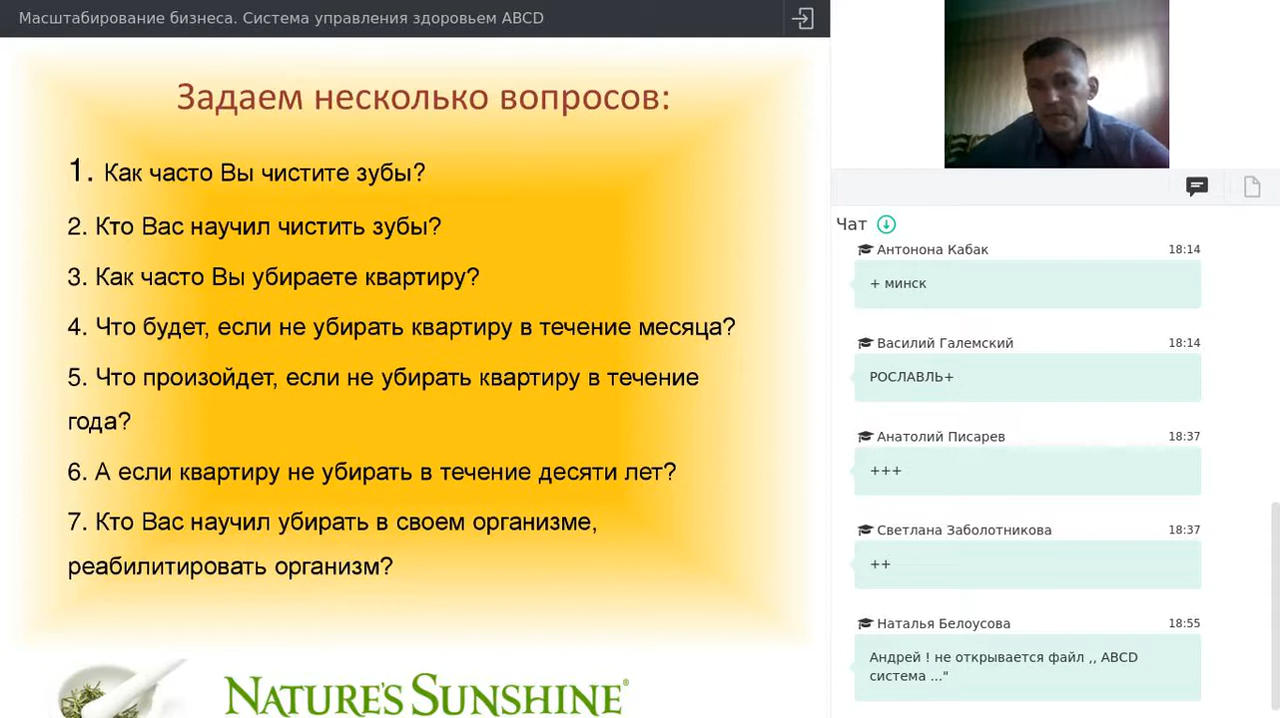 Масштабирование бизнеса. Система управления здоровьем ABCD
Задаем несколько вопросов:
1. Как часто Вы чистите зубы?
2. Кто Вас научил чистить зубы?
3. Как часто Вы убираете квартиру?
4. Что будет, если не убирать квартиру в течение месяца?
5. Что произойдет, если не убирать квартиру в течение
года?
6. А если квартиру не убирать в течение десяти лет?
7. Кто Вас научил убирать в своем организме,
реабилитировать организм?
NATURE'S SUNSHINE®
Чат
Антонона Кабак 18:14
+ минск
Василий Галемский 18:14
РОСЛАВЛЬ+
Анатолий Писарев 18:37
+++
Светлана Заболотникова 18:37
++
Наталья Белоусова 18:55
Андрей ! не открывается файл ,, ABCD
система ..."